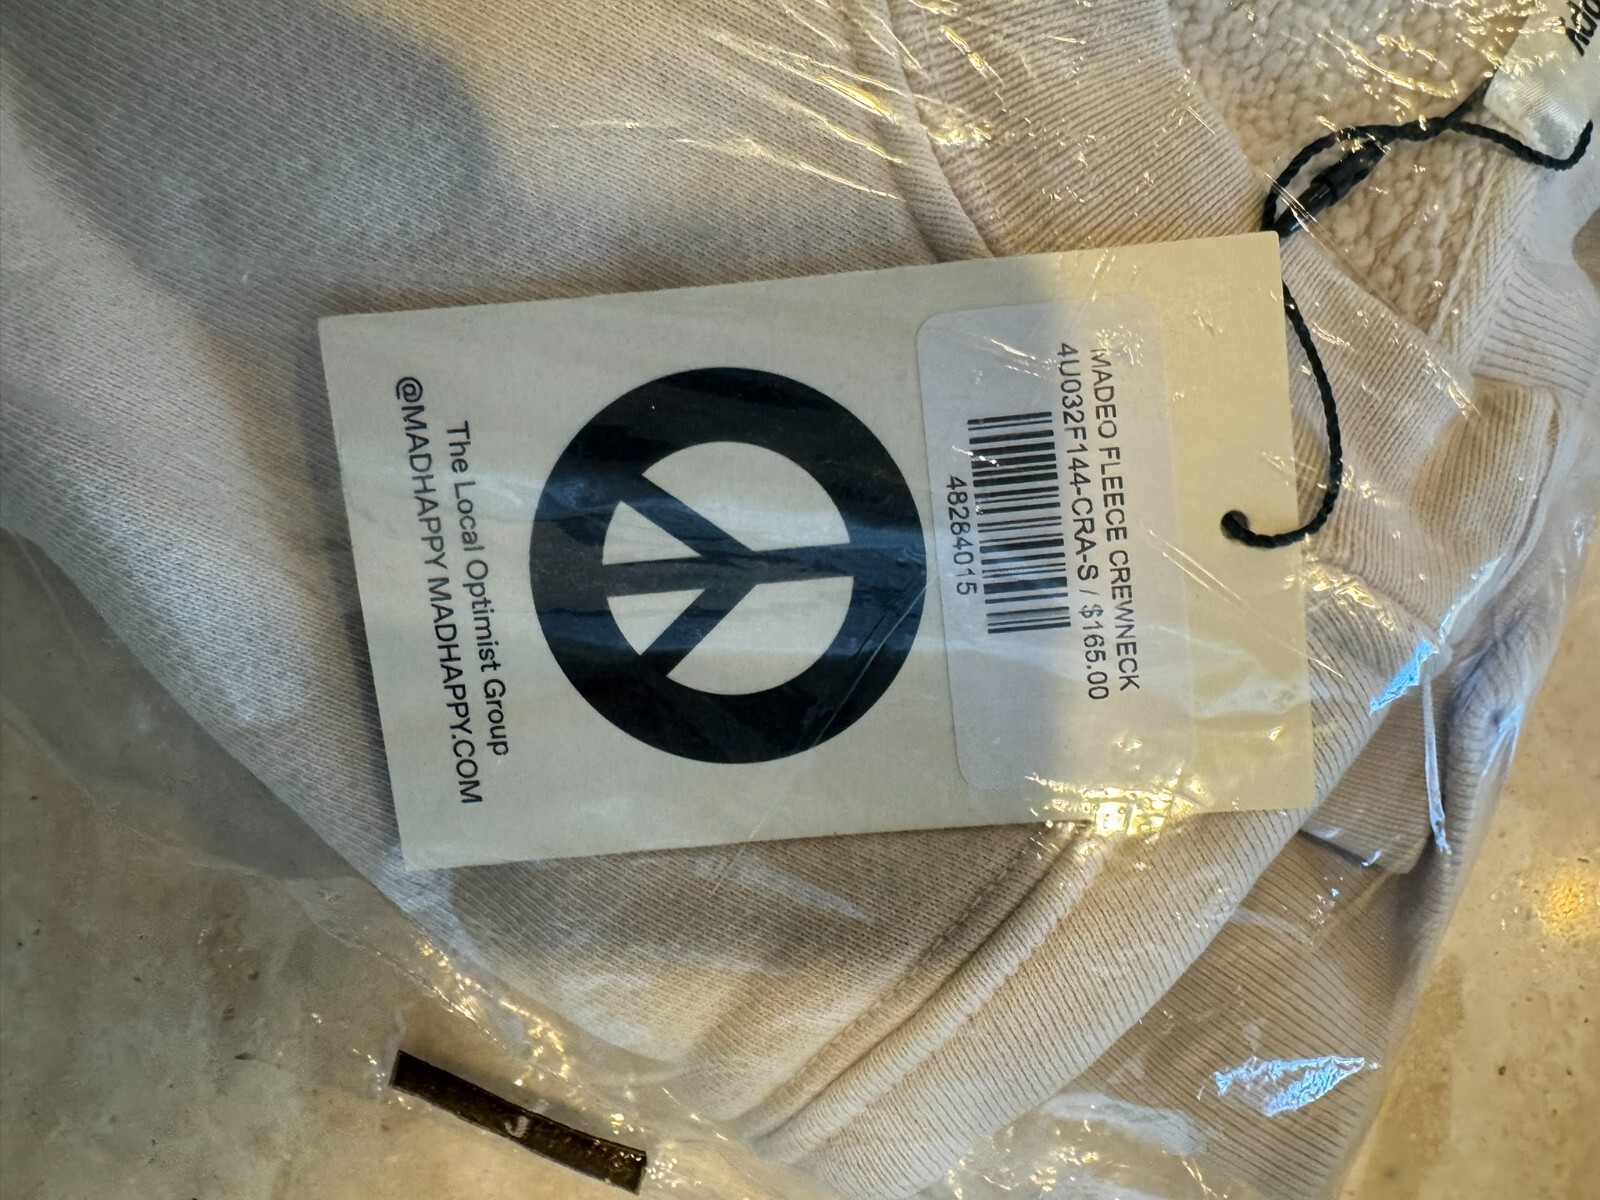 MADEO FLEECE CREWNECK
4U032F144-CRA-S / $165.00
48284015
The Local Optimist Group
@MADHAPPY MADHAPPY.COM